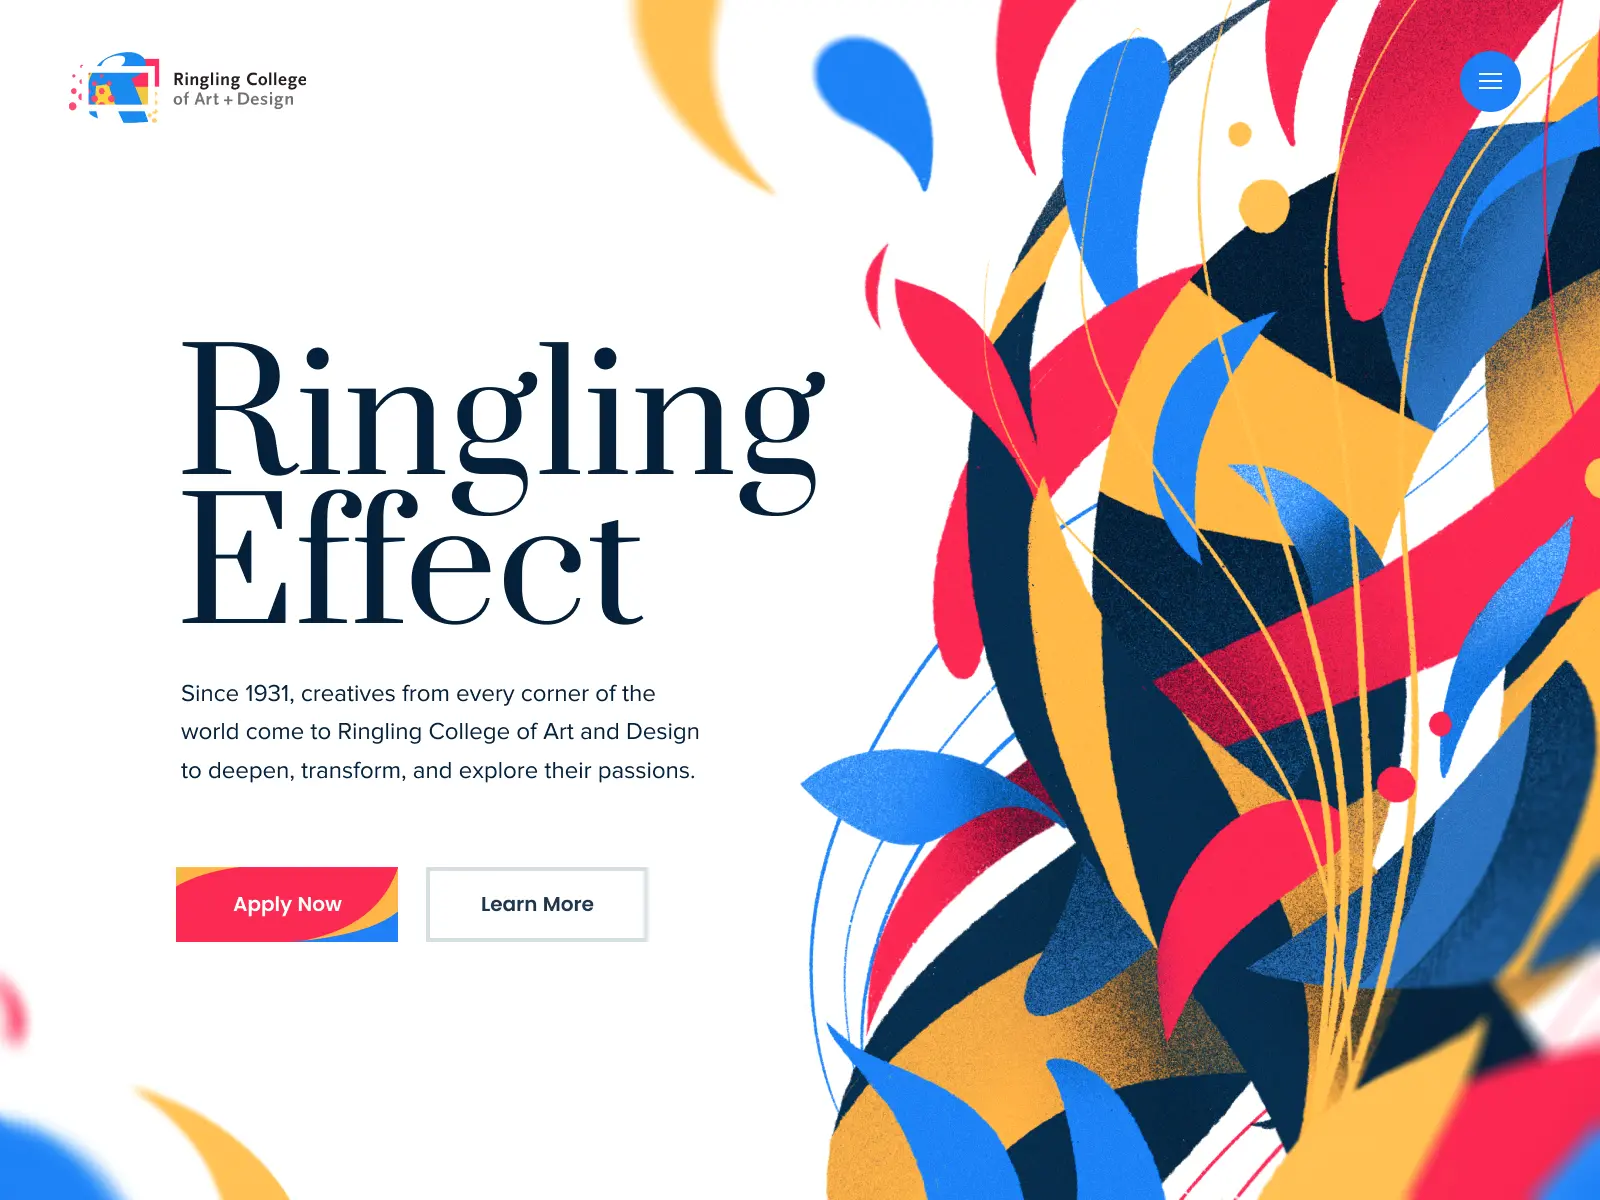 Ringling College
of Art + Design
Ringling
Effect
Since 1931, creatives from every corner of the
world come to Ringling College of Art and Design
to deepen, transform, and explore their passions.
Apply Now
Learn More